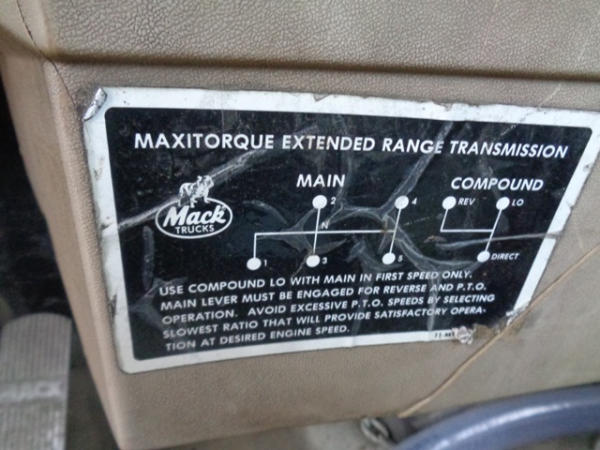 MAXITORQUE EXTENDED RANGE TRANSMISSION
MAIN COMPOUND
2 4 REV LO
Mack
TRUCKS
N
1 3 5 DIRECT
USE COMPOUND LO WITH MAIN IN FIRST SPEED ONLY.
MAIN LEVER MUST BE ENGAGED FOR REVERSE AND P.T.O.
OPERATION. AVOID EXCESSIVE P.T.O. SPEEDS BY SELECTING
SLOWEST RATIO THAT WILL PROVIDE SATISFACTORY OPERA-
TION AT DESIRED ENGINE SPEED.
MACK